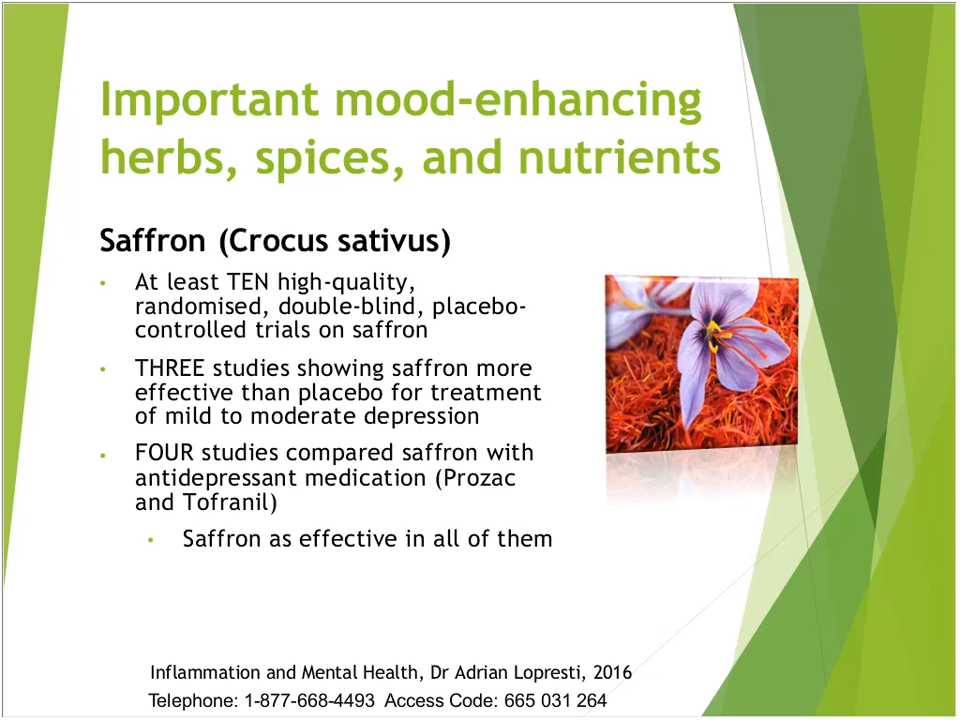 Important mood-enhancing
herbs, spices, and nutrients
Saffron (Crocus sativus)
• At least TEN high-quality,
randomised, double-blind, placebo-
controlled trials on saffron
• THREE studies showing saffron more
effective than placebo for treatment
of mild to moderate depression
• FOUR studies compared saffron with
antidepressant medication (Prozac
and Tofranil)
• Saffron as effective in all of them
Inflammation and Mental Health, Dr Adrian Lopresti, 2016
Telephone: 1-877-668-4493 Access Code: 665 031 264